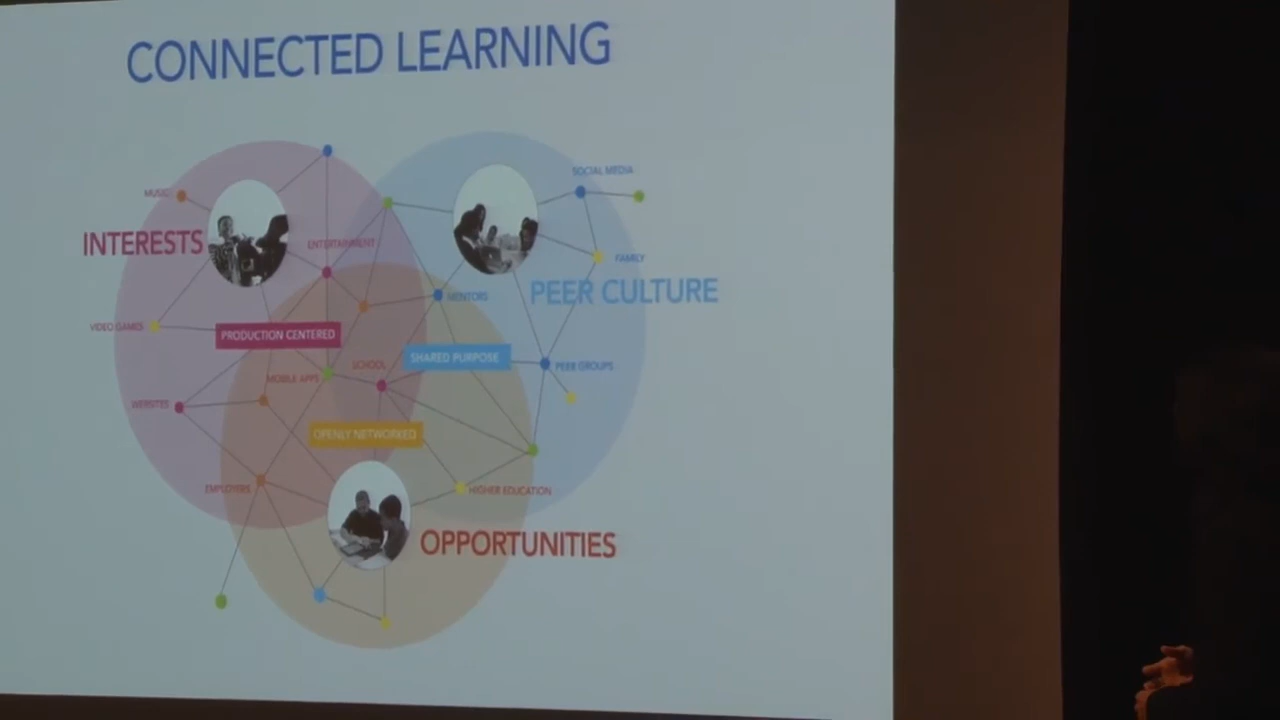 CONNECTED LEARNING
SOCIAL MEDIA
MUSIC
INTERESTS
ENTERTAINMENT
FAMILY
PEER CULTURE
MENTORS
VIDEO GAMES
PRODUCTION CENTERED
SHARED PURPOSE
SCHOOL
PEER GROUPS
MOBILE APPS
WEBSITES
OPENLY NETWORKED
EMPLOYERS
HIGHER EDUCATION
OPPORTUNITIES